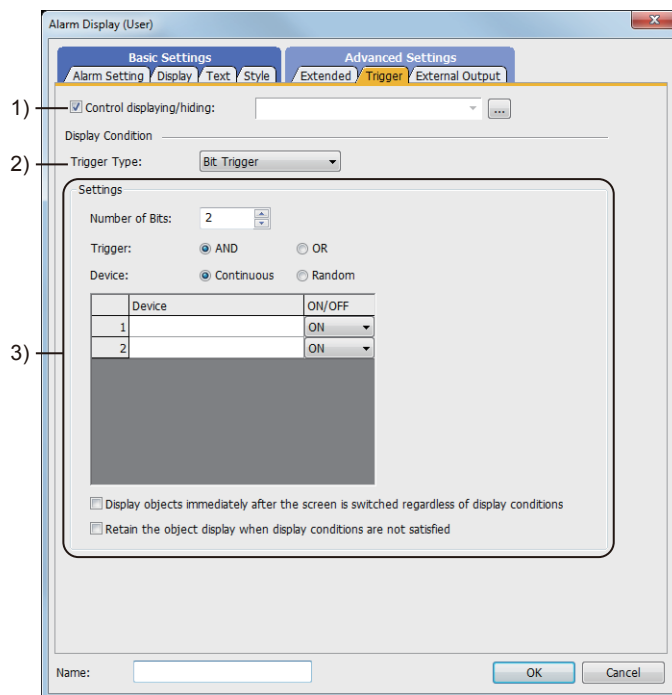 Alarm Display (User)
Basic Settings Advanced Settings
Alarm Setting Display Text Style Extended Trigger External Output
1) Control displaying/hiding: ...
Display Condition
2) Trigger Type: Bit Trigger
Settings
Number of Bits: 2
Trigger: AND OR
Device: Continuous Random
Device ON/OFF
1 ON
2 ON
3)
Display objects immediately after the screen is switched regardless of display conditions
Retain the object display when display conditions are not satisfied
Name: OK Cancel